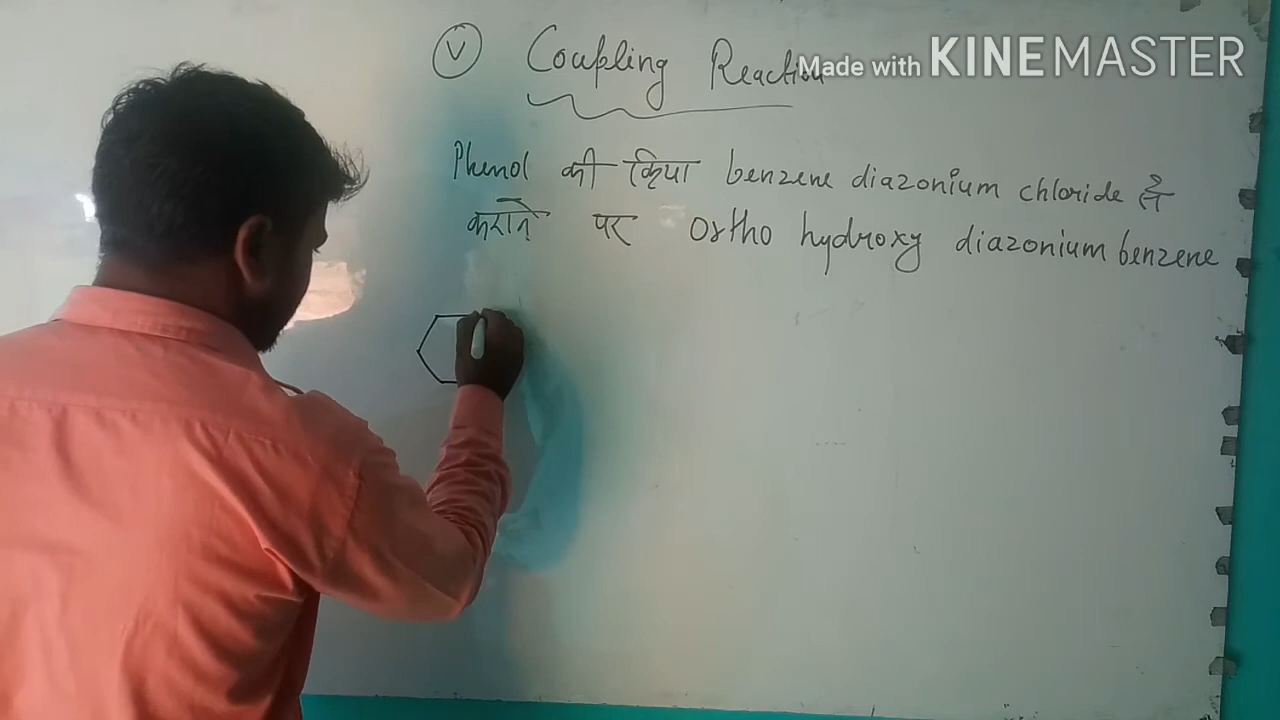 (V) Coupling Reaction
Made with KINEMASTER
Phenol की क्रिया benzene diazonium chloride से
कराने पर Ortho hydroxy diazonium benzene